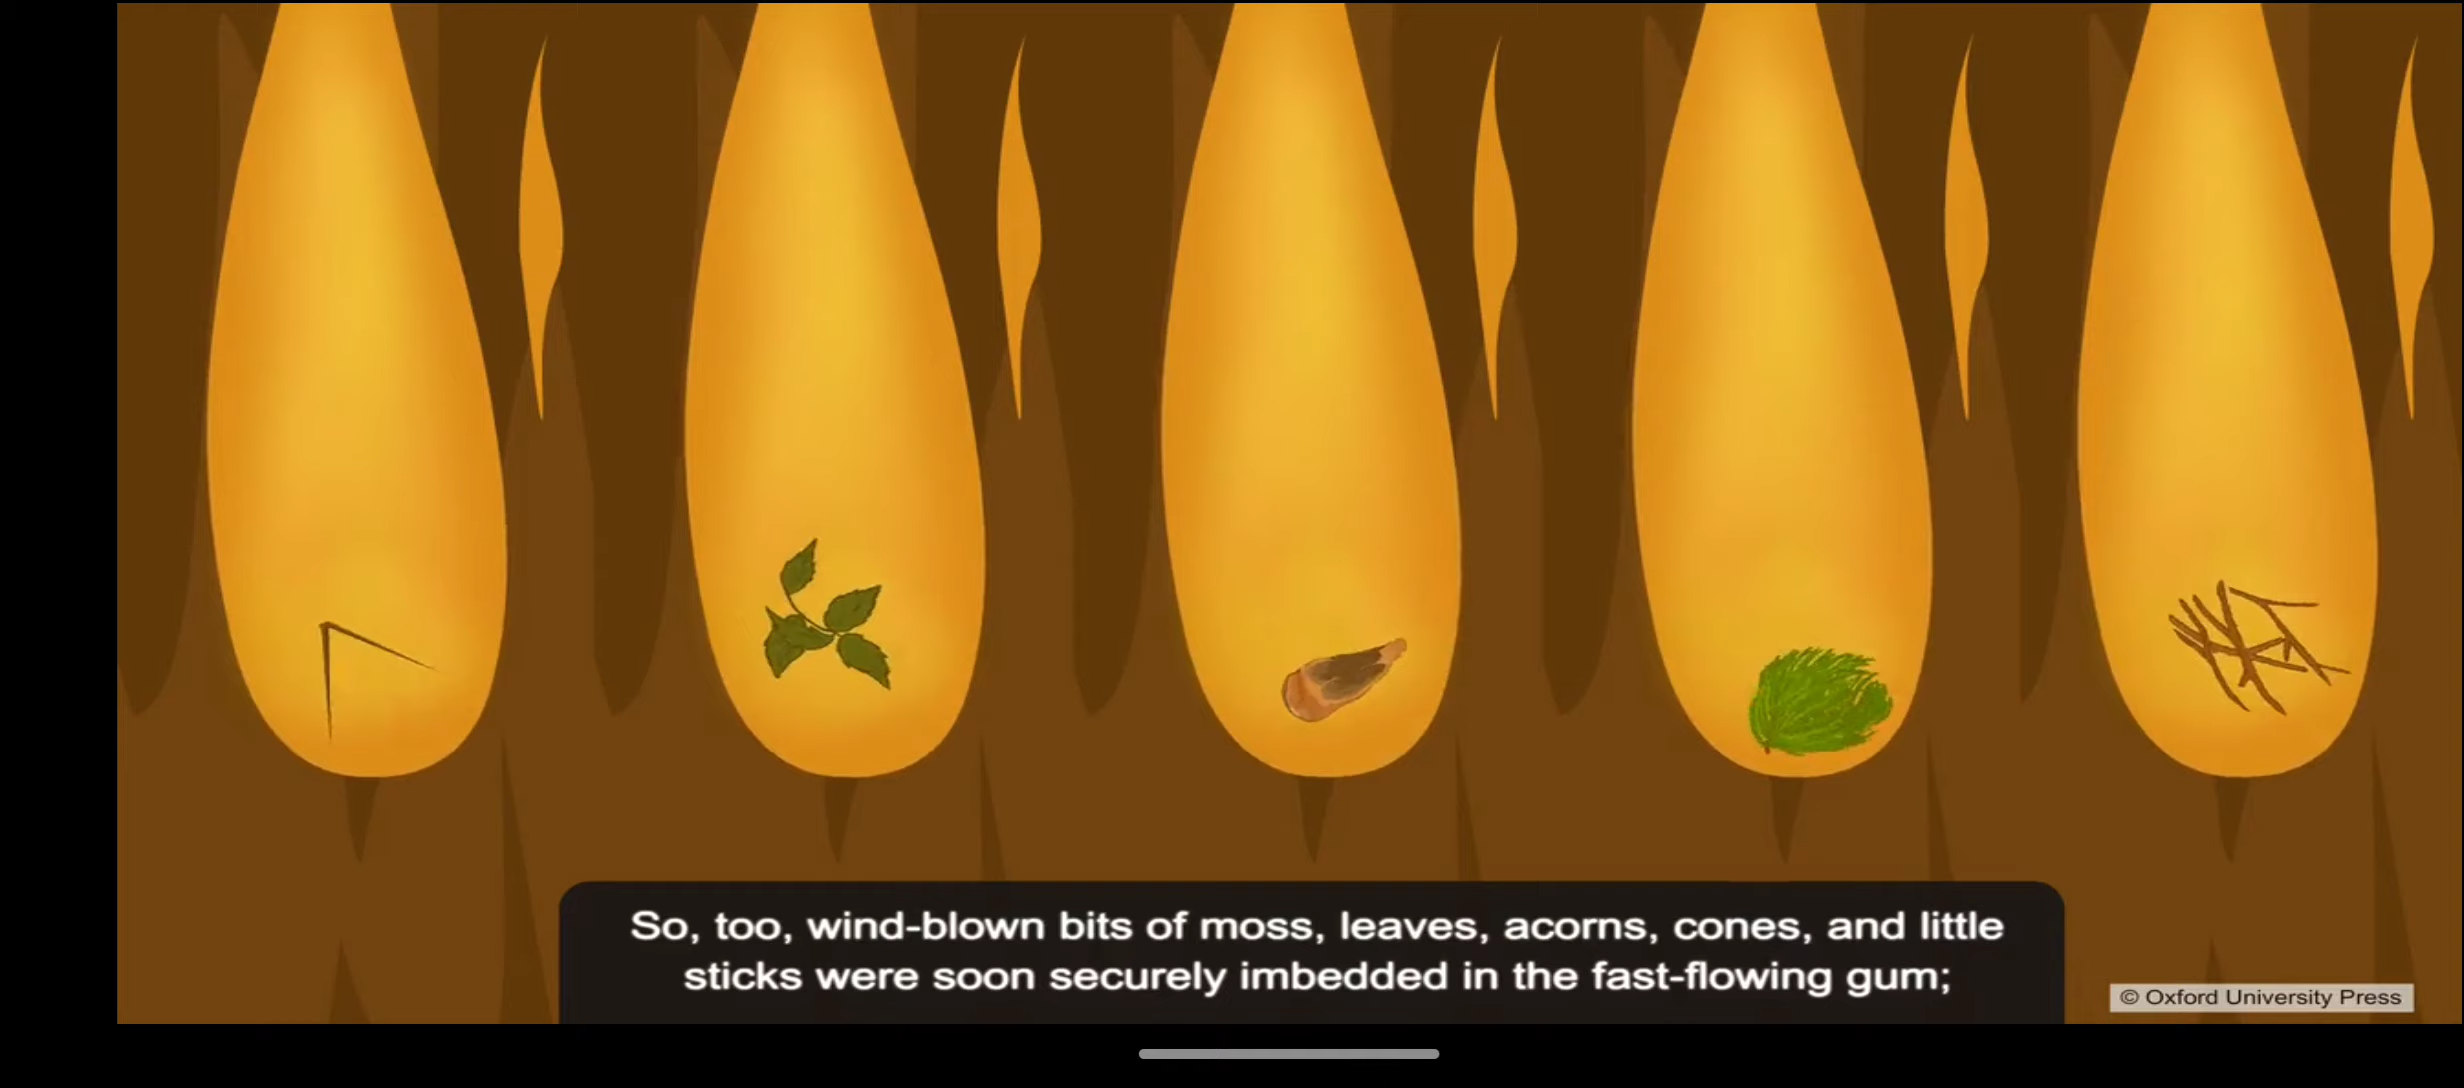 So, too, wind-blown bits of moss, leaves, acorns, cones, and little
sticks were soon securely imbedded in the fast-flowing gum;
© Oxford University Press